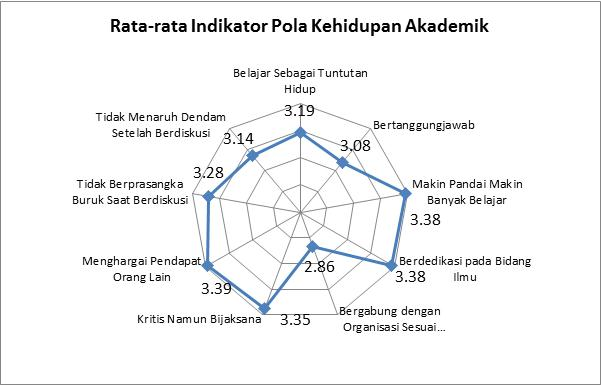 Rata-rata Indikator Pola Kehidupan Akademik
Belajar Sebagai Tuntutan
Hidup
3.19
Bertanggungjawab
3.08
Makin Pandai Makin
Banyak Belajar
3.38
Berdedikasi pada Bidang
Ilmu
3.38
Bergabung dengan
Organisasi Sesuai...
2.86
Kritis Namun Bijaksana
3.35
Menghargai Pendapat
Orang Lain
3.39
Tidak Berprasangka
Buruk Saat Berdiskusi
3.28
Tidak Menaruh Dendam
Setelah Berdiskusi
3.14